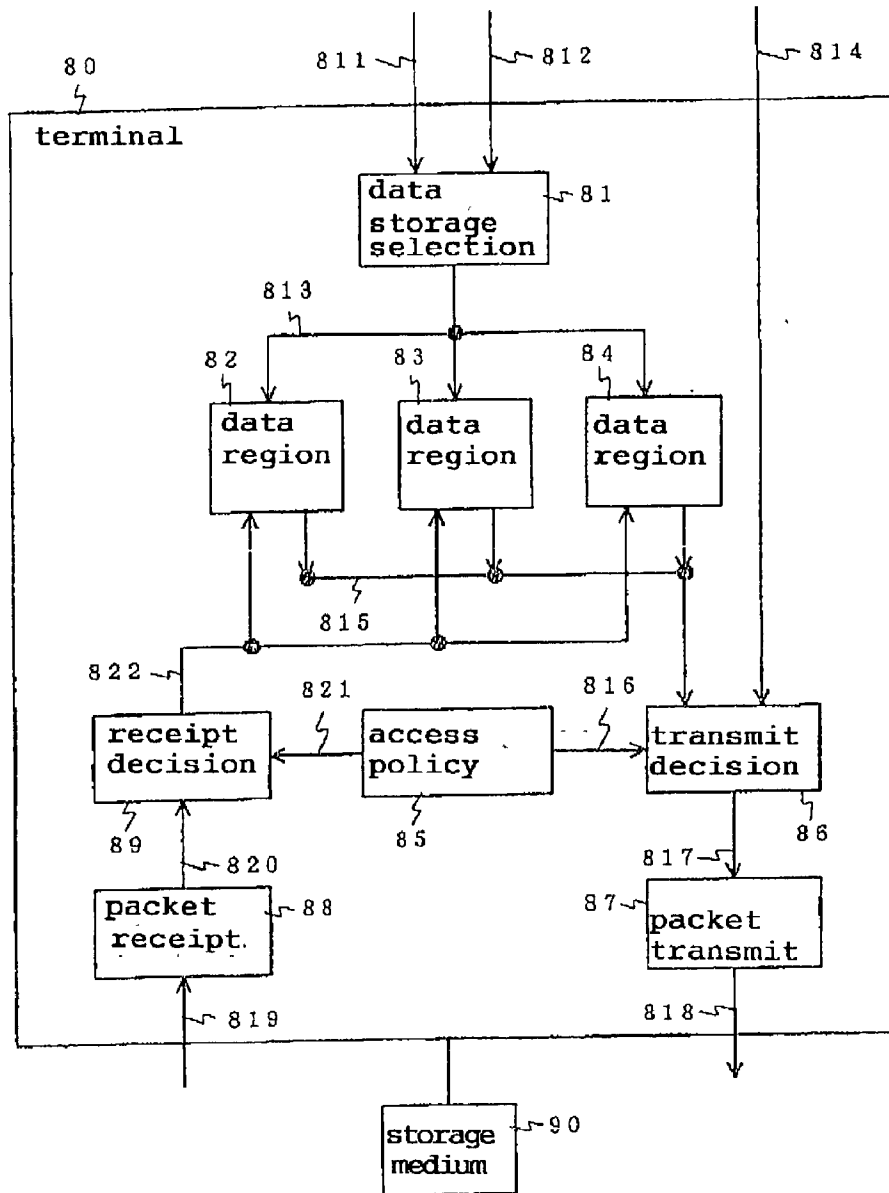 80
811
812
814
terminal
data
storage
selection
81
813
82
83
84
data
region
data
region
data
region
815
822
821
816
receipt
decision
access
policy
transmit
decision
89
820
85
817
86
packet
receipt
88
87
packet
transmit
819
818
storage
medium
90